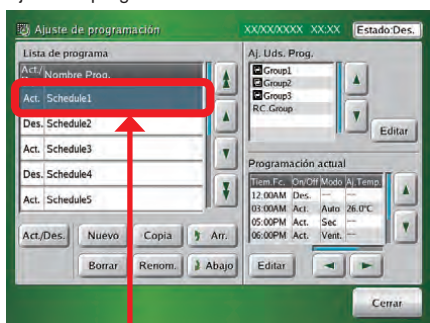 Ajuste de programación XX/XX/XXXX XX:XX Estado:Des.
Lista de programa
Act./ Nombre Prog.
Act. Schedule1
Des. Schedule2
Act. Schedule3
Des. Schedule4
Act. Schedule5
Act./Des. Nuevo Copia Arr.
Borrar Renom. Abajo
Aj. Uds. Prog.
Group1
Group2
Group3
RC.Group
Editar
Programación actual
Tiem.Fc. On/Off Modo Aj.Temp.
12:00AM Des. --- ---
03:00AM Act. Auto 26.0°C
05:00PM Act. Sec ---
06:00PM Act. Vent. ---
Editar
Cerrar